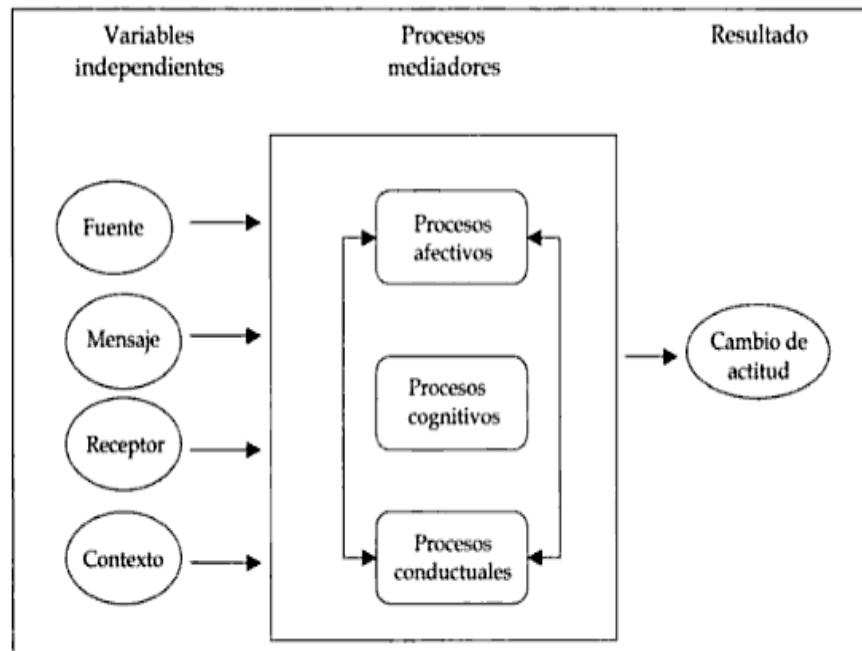 Variables
independientes
Procesos
mediadores
Resultado
Fuente
Mensaje
Receptor
Contexto
Procesos
afectivos
Procesos
cognitivos
Procesos
conductuales
Cambio de
actitud